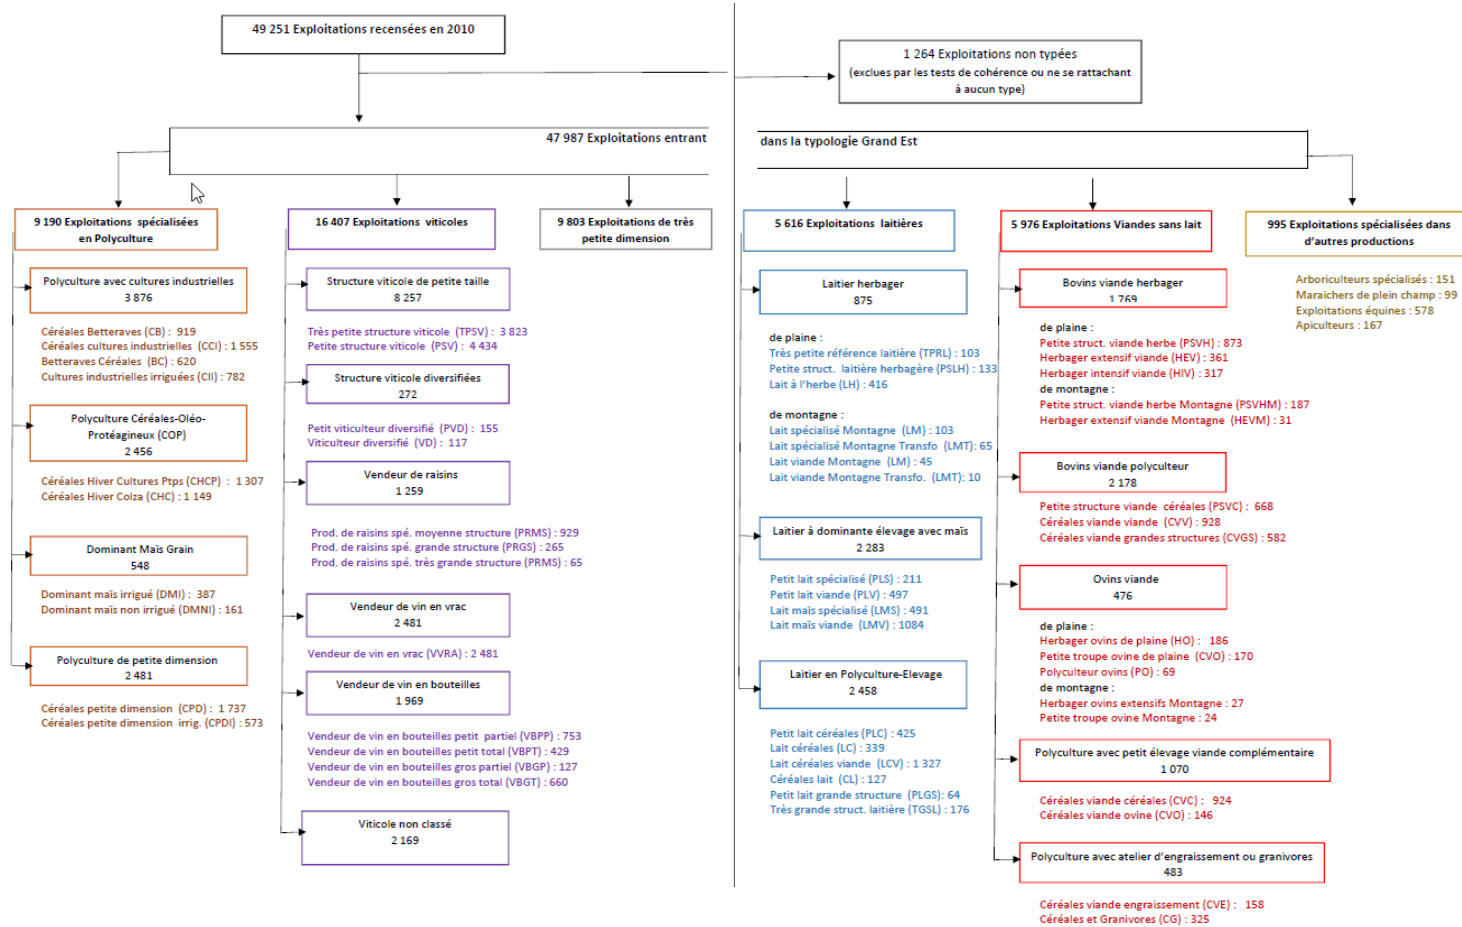 49 251 Exploitations recensées en 2010
1 264 Exploitations non typées
(exclues par les tests de cohérence ou ne se rattachant
à aucun type)
47 987 Exploitations entrant
dans la typologie Grand Est
9 190 Exploitations spécialisées
en Polyculture
Polyculture avec cultures industrielles
3 876
Céréales Betteraves (CB) : 919
Céréales cultures industrielles (CCI) : 1 555
Betteraves Céréales (BC) : 620
Cultures industrielles irriguées (CII) : 782
Polyculture Céréales-Oléo-
Protéagineux (COP)
2 456
Céréales Hiver Cultures Ptps (CHCP) : 1 307
Céréales Hiver Colza (CHC) : 1 149
Dominant Maïs Grain
548
Dominant maïs irrigué (DMI) : 387
Dominant maïs non irrigué (DMNI) : 161
Polyculture de petite dimension
2 481
Céréales petite dimension (CPD) : 1 737
Céréales petite dimension irrig. (CPDI) : 573
16 407 Exploitations viticoles
Structure viticole de petite taille
8 257
Très petite structure viticole (TPSV) : 3 823
Petite structure viticole (PSV) : 4 434
Structure viticole diversifiées
272
Petit viticulteur diversifié (PVD) : 155
Viticulteur diversifié (VD) : 117
Vendeur de raisins
1 259
Prod. de raisins spé. moyenne structure (PRMS) : 929
Prod. de raisins spé. grande structure (PRGS) : 265
Prod. de raisins spé. très grande structure (PRMS) : 65
Vendeur de vin en vrac
2 481
Vendeur de vin en vrac (VVRA) : 2 481
Vendeur de vin en bouteilles
1 969
Vendeur de vin en bouteilles petit partiel (VBPP) : 753
Vendeur de vin en bouteilles petit total (VBPT) : 429
Vendeur de vin en bouteilles gros partiel (VBGP) : 127
Vendeur de vin en bouteilles gros total (VBGT) : 660
Viticole non classé
2 169
9 803 Exploitations de très
petite dimension
5 616 Exploitations laitières
Laitier herbager
875
de plaine :
Très petite référence laitière (TPRL) : 103
Petite struct. laitière herbagère (PSLH) : 133
Lait à l'herbe (LH) : 416
de montagne :
Lait spécialisé Montagne (LM) : 103
Lait spécialisé Montagne Transfo (LMT): 65
Lait viande Montagne (LM) : 45
Lait viande Montagne Transfo. (LMT): 10
Laitier à dominante élevage avec maïs
2 283
Petit lait spécialisé (PLS) : 211
Petit lait viande (PLV) : 497
Lait maïs spécialisé (LMS) : 491
Lait maïs viande (LMV) : 1084
Laitier en Polyculture-Elevage
2 458
Petit lait céréales (PLC) : 425
Lait céréales (LC) : 339
Lait céréales viande (LCV) : 1 327
Céréales lait (CL) : 127
Petit lait grande structure (PLGS): 64
Très grande struct. laitière (TGSL) : 176
5 976 Exploitations Viandes sans lait
Bovins viande herbager
1 769
de plaine :
Petite struct. viande herbe (PSVH) : 873
Herbager extensif viande (HEV) : 361
Herbager intensif viande (HIV) : 317
de montagne :
Petite struct. viande herbe Montagne (PSVHM) : 187
Herbager extensif viande Montagne (HEVM) : 31
Bovins viande polyculteur
2 178
Petite structure viande céréales (PSVC) : 668
Céréales viande viande (CVV) : 928
Céréales viande grandes structures (CVGS) : 582
Ovins viande
476
de plaine :
Herbager ovins de plaine (HO) : 186
Petite troupe ovine de plaine (CVO) : 170
Polyculteur ovins (PO) : 69
de montagne :
Herbager ovins extensifs Montagne : 27
Petite troupe ovine Montagne : 24
Polyculture avec petit élevage viande complémentaire
1 070
Céréales viande céréales (CVC) : 924
Céréales viande ovine (CVO) : 146
Polyculture avec atelier d'engraissement ou granivores
483
Céréales viande engraissement (CVE) : 158
Céréales et Granivores (CG) : 325
995 Exploitations spécialisées dans
d'autres productions
Arboriculteurs spécialisés : 151
Maraichers de plein champ : 99
Exploitations équines : 578
Apiculteurs : 167